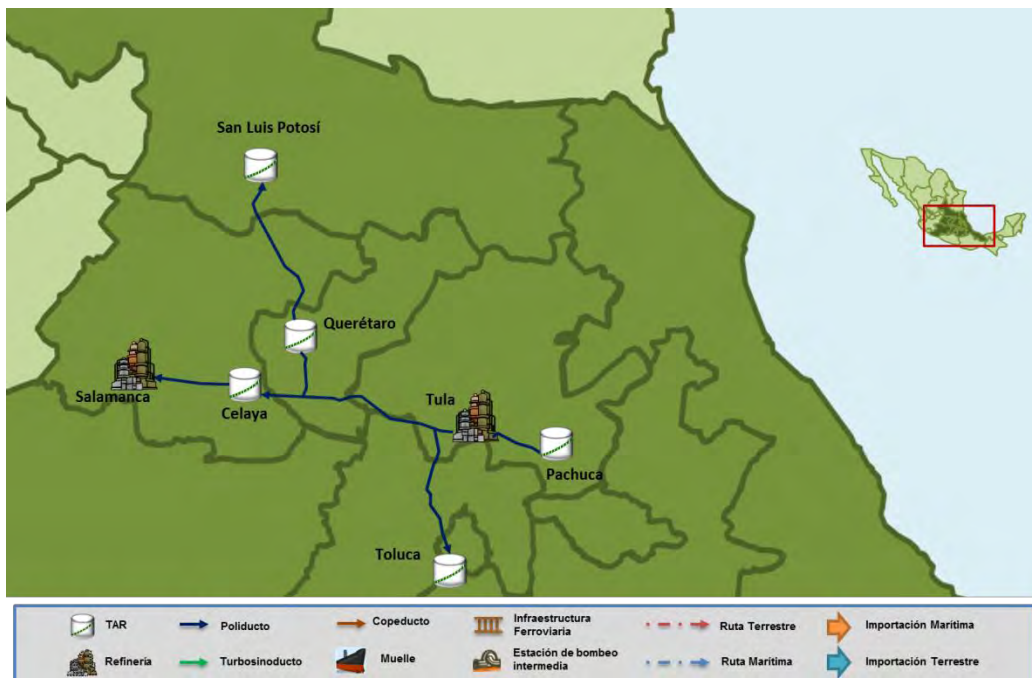 San Luis Potosí
Querétaro
Salamanca
Celaya
Tula
Pachuca
Toluca
TAR
Poliducto
Copeducto
Infraestructura
Ferroviaria
Ruta Terrestre
Importación Marítima
Refinería
Turbosinoducto
Muelle
Estación de bombeo
intermedia
Ruta Marítima
Importación Terrestre